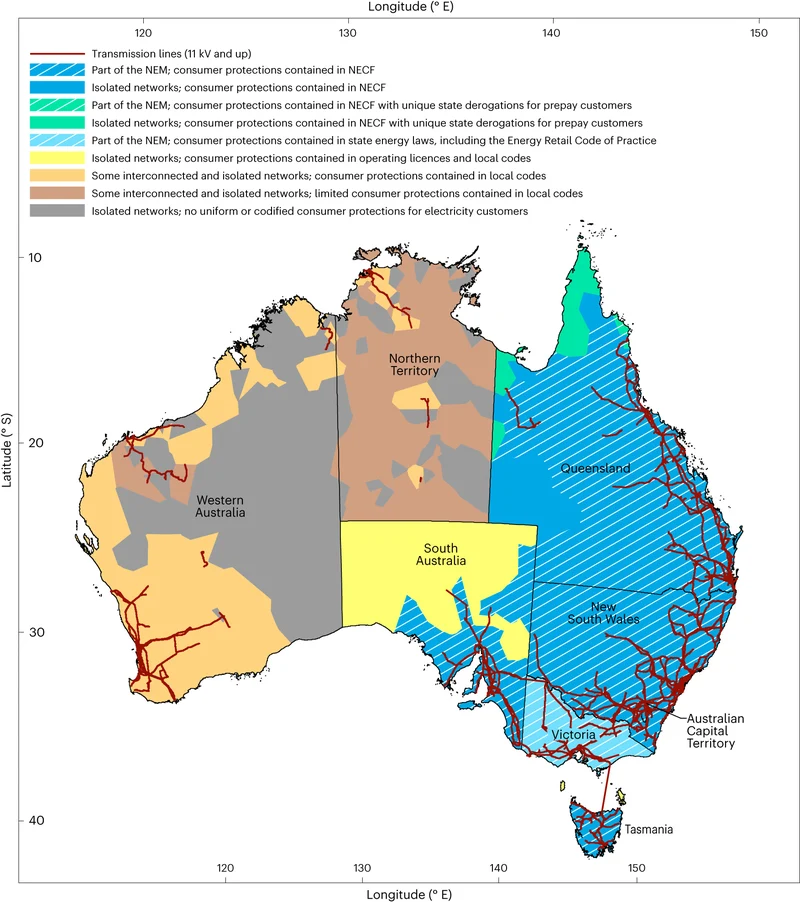 Longitude (° E)
120 130 140 150
Transmission lines (11 kV and up)
Part of the NEM; consumer protections contained in NECF
Isolated networks; consumer protections contained in NECF
Part of the NEM; consumer protections contained in NECF with unique state derogations for prepay customers
Isolated networks; consumer protections contained in NECF with unique state derogations for prepay customers
Part of the NEM; consumer protections contained in state energy laws, including the Energy Retail Code of Practice
Isolated networks; consumer protections contained in operating licences and local codes
Some interconnected and isolated networks; consumer protections contained in local codes
Some interconnected and isolated networks; limited consumer protections contained in local codes
Isolated networks; no uniform or codified consumer protections for electricity customers
10
Northern
Territory
Latitude (° S)
20
Queensland
Western
Australia
South
Australia
New
South Wales
30
Australian
Capital
Territory
Victoria
40
Tasmania
120 130 140 150
Longitude (° E)